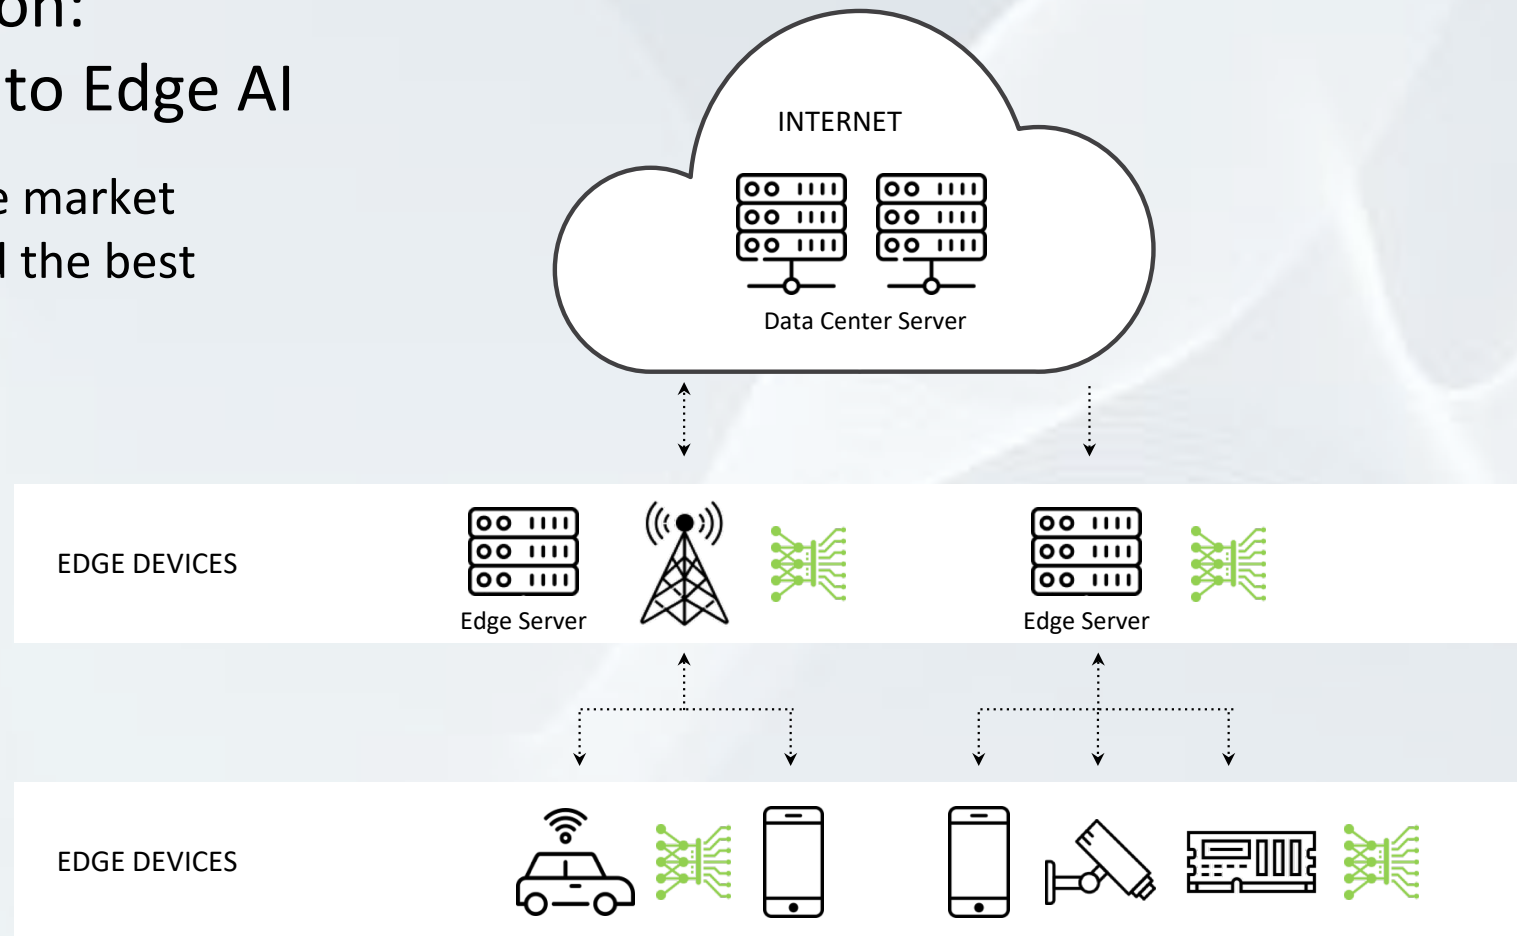 on:
to Edge AI
e market
the best
INTERNET
Data Center Server
EDGE DEVICES
Edge Server
Edge Server
EDGE DEVICES